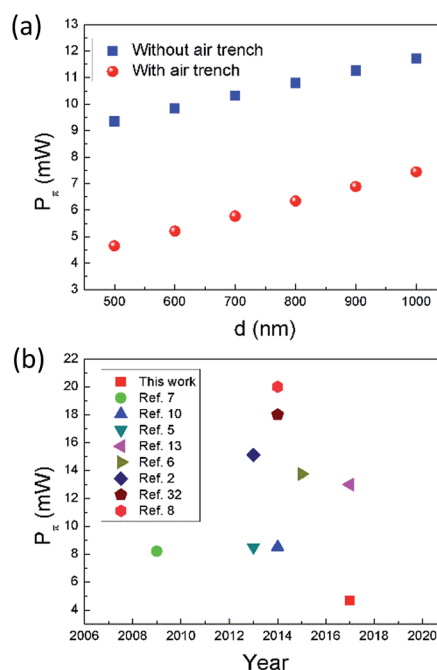 (a)
13
12
11
10
9
8
7
6
5
4
3
P π (mW)
Without air trench
With air trench
500 600 700 800 900 1000
d (nm)
(b)
22
20
18
16
14
12
10
8
6
4
P π (mW)
This work
Ref. 7
Ref. 10
Ref. 5
Ref. 13
Ref. 6
Ref. 2
Ref. 32
Ref. 8
2006 2008 2010 2012 2014 2016 2018 2020
Year